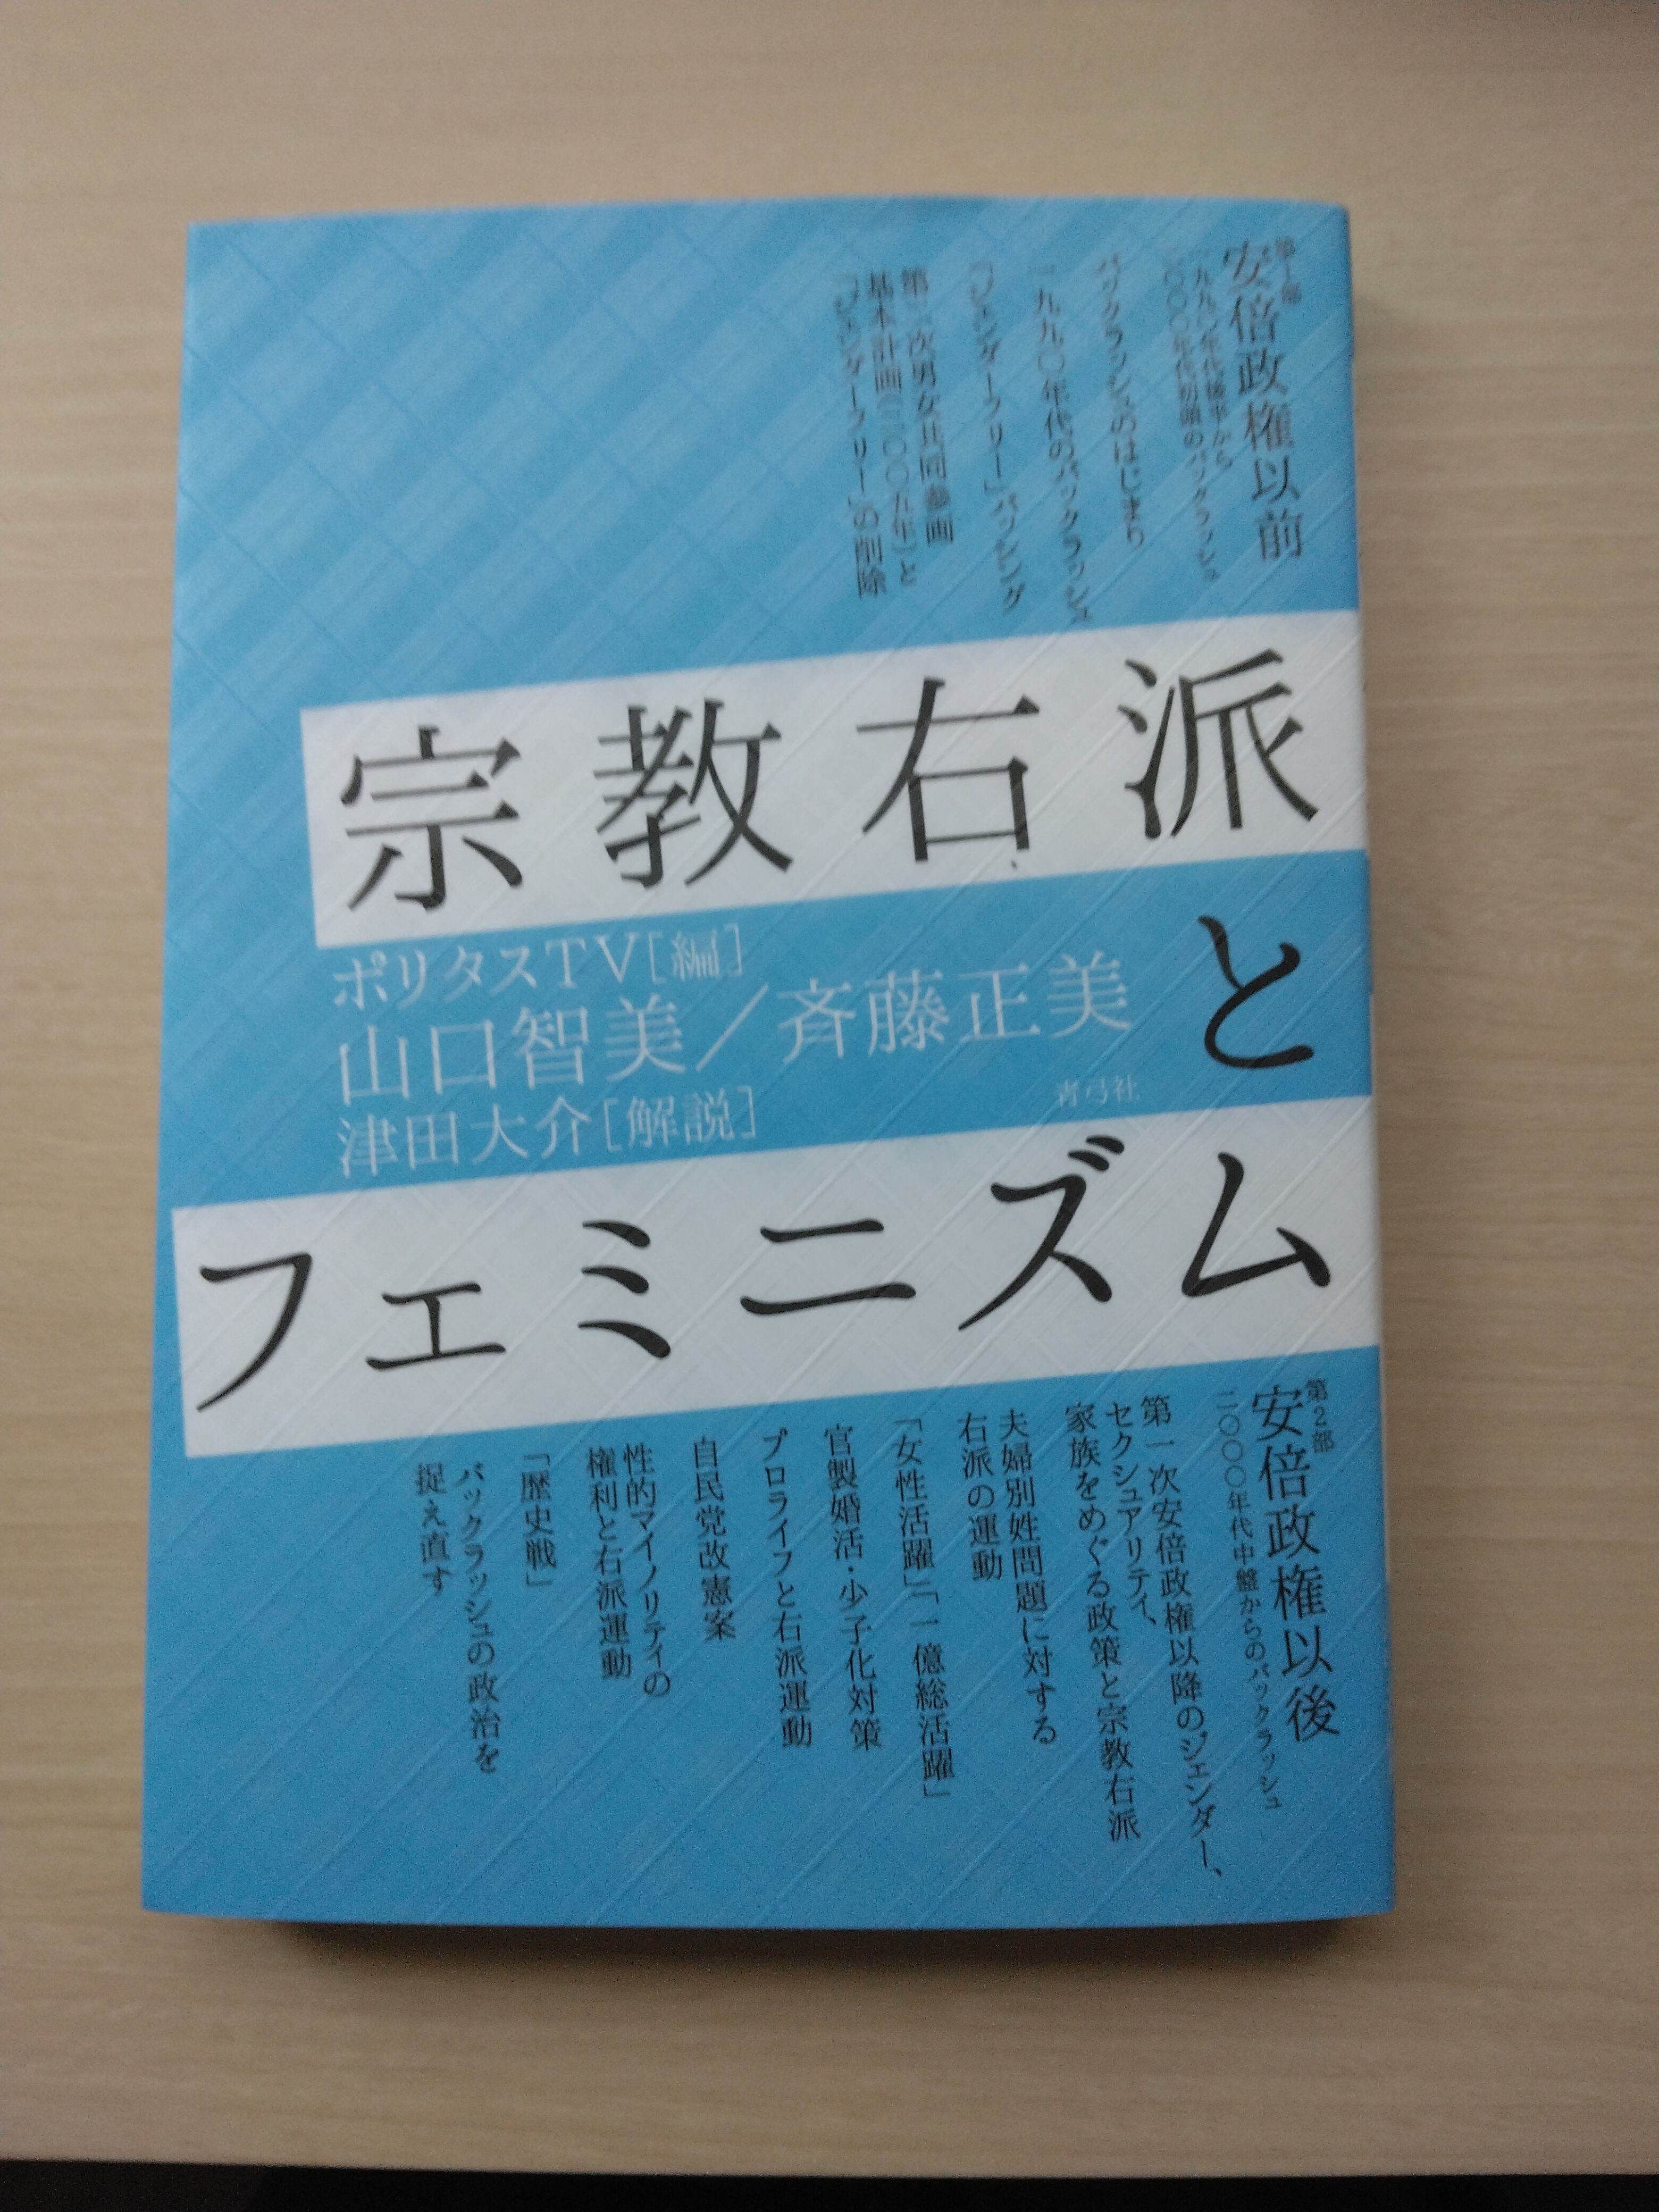 第1部
安倍政権以前
一九九〇年代後半から
二〇〇〇年代初頭のバックラッシュ
バックラッシュのはじまり
一九九〇年代のバックラッシュ
「ジェンダーフリー」バッシング
第二次男女共同参画
基本計画(二〇〇五年)と
「ジェンダーフリー」の削除
宗教右派
と
フェミニズム
ポリタスTV[編]
山口智美/斉藤正美
津田大介[解説]
青弓社
第2部
安倍政権以後
二〇〇〇年代中盤からのバックラッシュ
第一次安倍政権以降のジェンダー、
セクシュアリティ、
家族をめぐる政策と宗教右派
夫婦別姓問題に対する
右派の運動
「女性活躍」「一億総活躍」
官製婚活・少子化対策
プロライフと右派運動
自民党改憲案
性的マイノリティの
権利と右派運動
「歴史戦」
バックラッシュの政治を
捉え直す